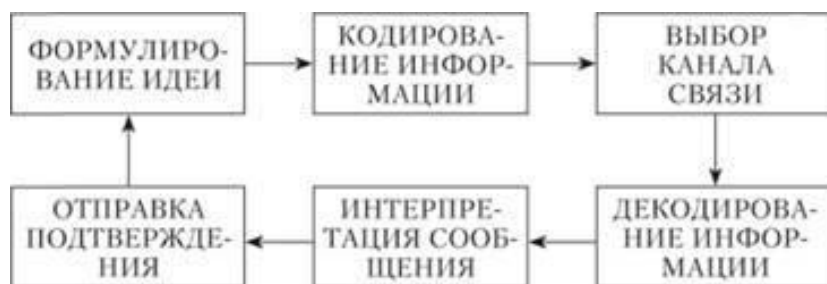 ФОРМУЛИРО-
ВАНИЕ ИДЕИ
КОДИРОВА-
НИЕ ИНФОР-
МАЦИИ
ВЫБОР
КАНАЛА
СВЯЗИ
ДЕКОДИРОВА-
НИЕ ИНФОР-
МАЦИИ
ИНТЕРПРЕ-
ТАЦИЯ СООБ-
ЩЕНИЯ
ОТПРАВКА
ПОДТВЕРЖДЕ-
НИЯ